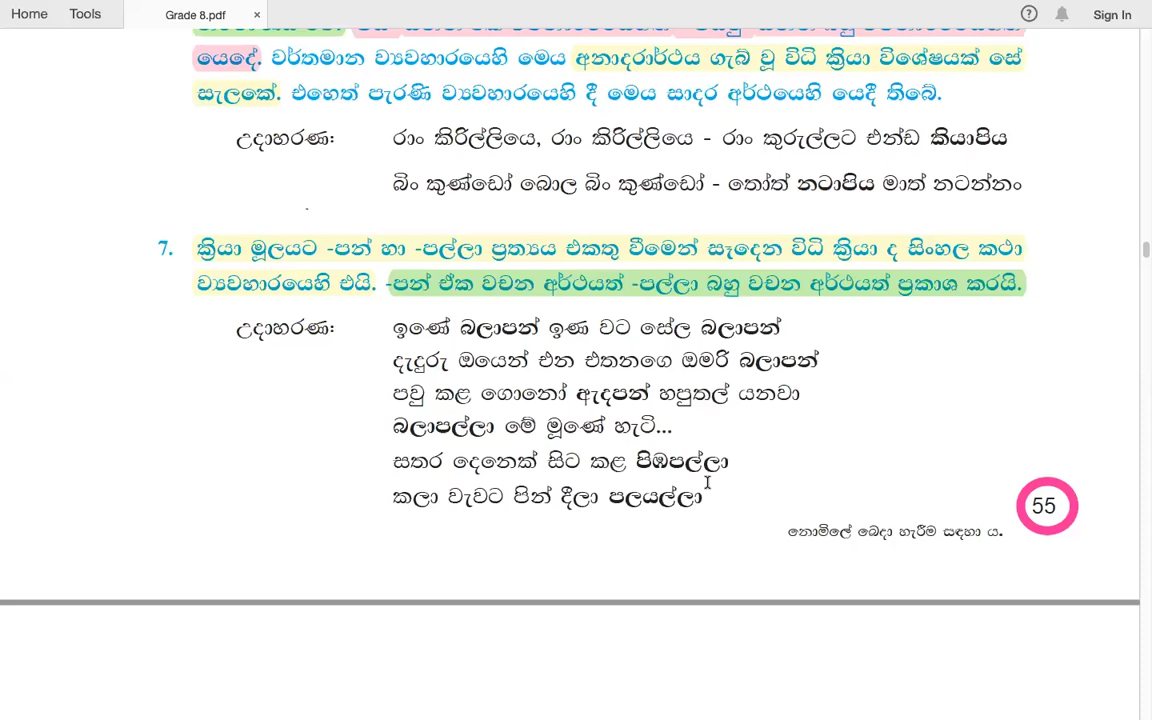 Home Tools Grade 8.pdf × Sign In
යෙදේ. වර්තමාන ව්‍යවහාරයෙහි මෙය අනාදරාර්ථය ගැබ් වූ විධි ක්‍රියා විශේෂයක් සේ
සැලකේ. එහෙත් පැරණි ව්‍යවහාරයෙහි දී මෙය සාදර අර්ථයෙහි යෙදී තිබේ.
උදාහරණ: රාං කිරිල්ලියෙ, රාං කිරිල්ලියෙ - රාං කුරුල්ලට එන්ඩ කියාපිය
බිං කුණ්ඩෝ බොල බිං කුණ්ඩෝ - තෝත් නටාපිය මාත් නටන්නං
7. ක්‍රියා මූලයට -පන් හා -පල්ලා ප්‍රත්‍යය එකතු වීමෙන් සෑදෙන විධි ක්‍රියා ද සිංහල කථා
ව්‍යවහාරයෙහි එයි. -පන් ඒක වචන අර්ථයත් -පල්ලා බහු වචන අර්ථයත් ප්‍රකාශ කරයි.
උදාහරණ: ඉණේ බලාපන් ඉණ වට සේල බලාපන්
දැදුරු ඔයෙන් එන එතනගෙ ඔමරි බලාපන්
පවු කළ ගොනෝ ඇදපන් හපුතල් යනවා
බලාපල්ලා මේ මූණේ හැටි...
සතර දෙනෙක් සිට කළ පිඹපල්ලා
කලා වැවට පින් දීලා පලයල්ලා
55
නොමිලේ බෙදා හැරීම සඳහා ය.